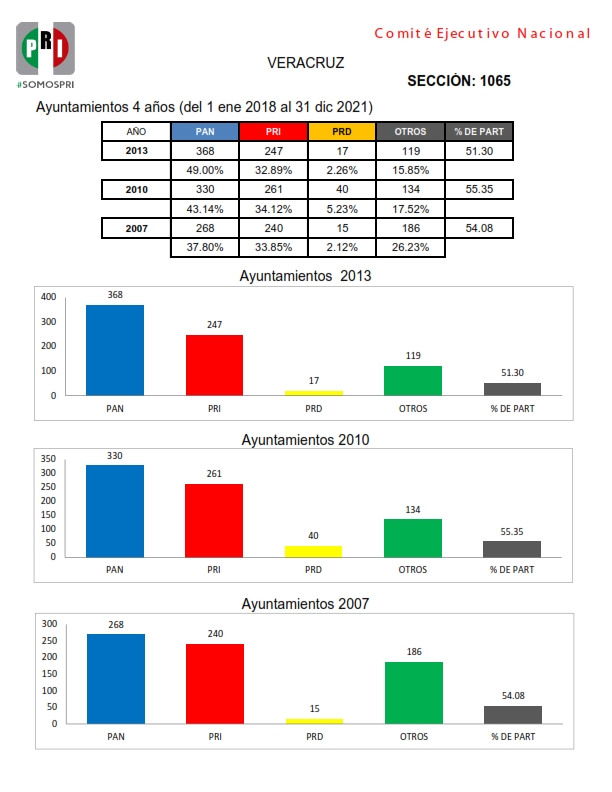 Comité Ejecutivo Nacional
PRI
#SOMOSPRI
VERACRUZ
SECCIÓN: 1065
Ayuntamientos 4 años (del 1 ene 2018 al 31 dic 2021)
AÑO PAN PRI PRD OTROS % DE PART
2013 368 247 17 119 51.30
49.00% 32.89% 2.26% 15.85%
2010 330 261 40 134 55.35
43.14% 34.12% 5.23% 17.52%
2007 268 240 15 186 54.08
37.80% 33.85% 2.12% 26.23%
Ayuntamientos 2013
400
300
200
100
0
368
247
17
119
51.30
PAN PRI PRD OTROS % DE PART
Ayuntamientos 2010
350
300
250
200
150
100
50
0
330
261
40
134
55.35
PAN PRI PRD OTROS % DE PART
Ayuntamientos 2007
300
250
200
150
100
50
0
268
240
15
186
54.08
PAN PRI PRD OTROS % DE PART